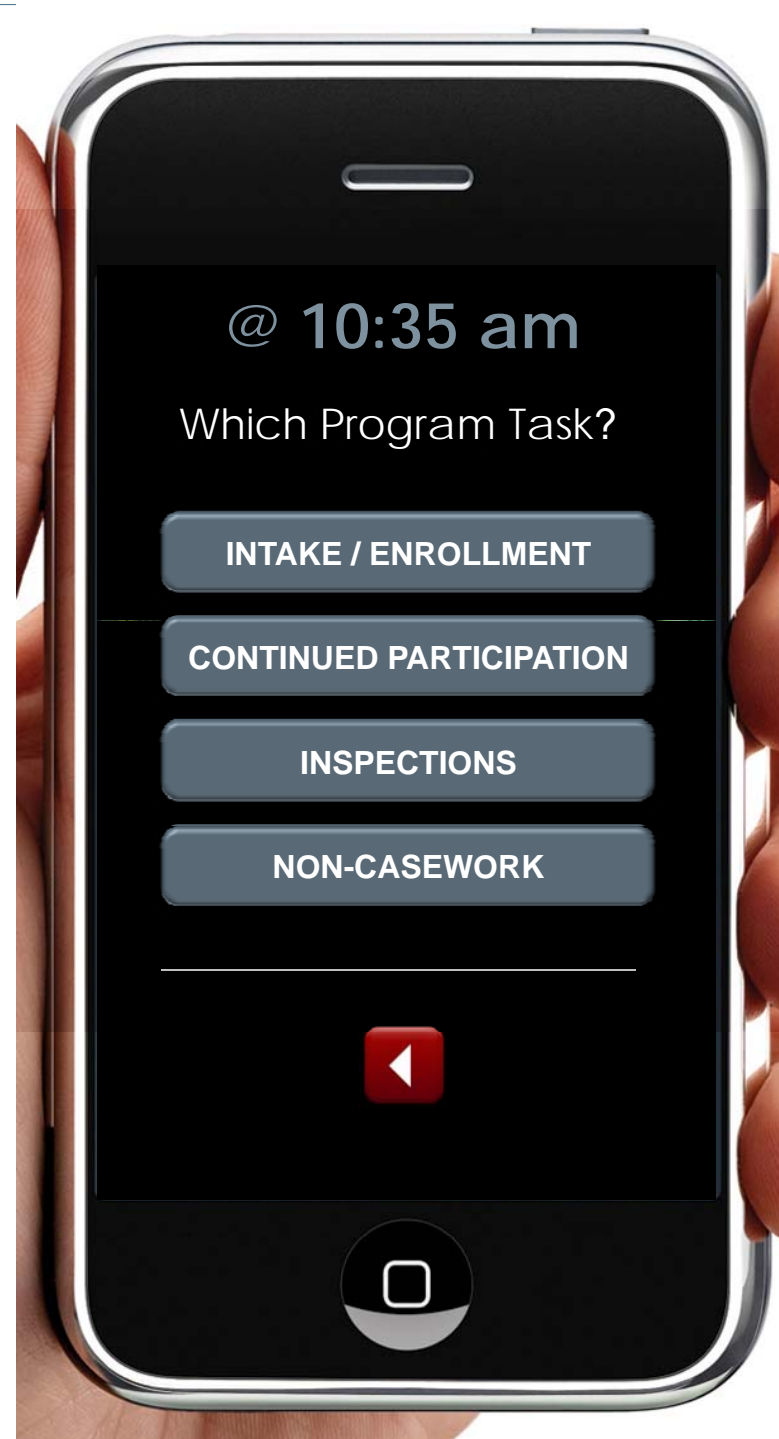 @ 10:35 am
Which Program Task?
INTAKE / ENROLLMENT
CONTINUED PARTICIPATION
INSPECTIONS
NON-CASEWORK